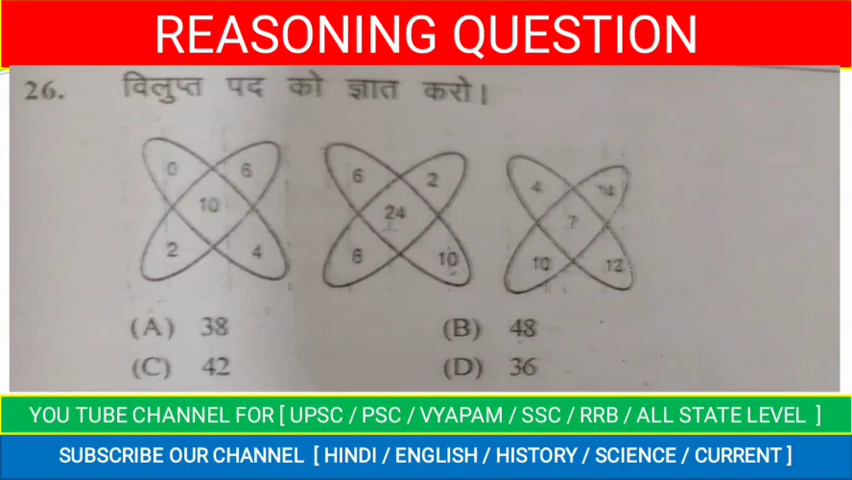 REASONING QUESTION
26. विलुप्त पद को ज्ञात करो।
0 6 6 2 4
10 24 ?
2 4 8 10 10 12
(A) 38 (B) 48
(C) 42 (D) 36
YOU TUBE CHANNEL FOR [ UPSC / PSC / VYAPAM / SSC / RRB / ALL STATE LEVEL ]
SUBSCRIBE OUR CHANNEL [ HINDI / ENGLISH / HISTORY / SCIENCE / CURRENT ]